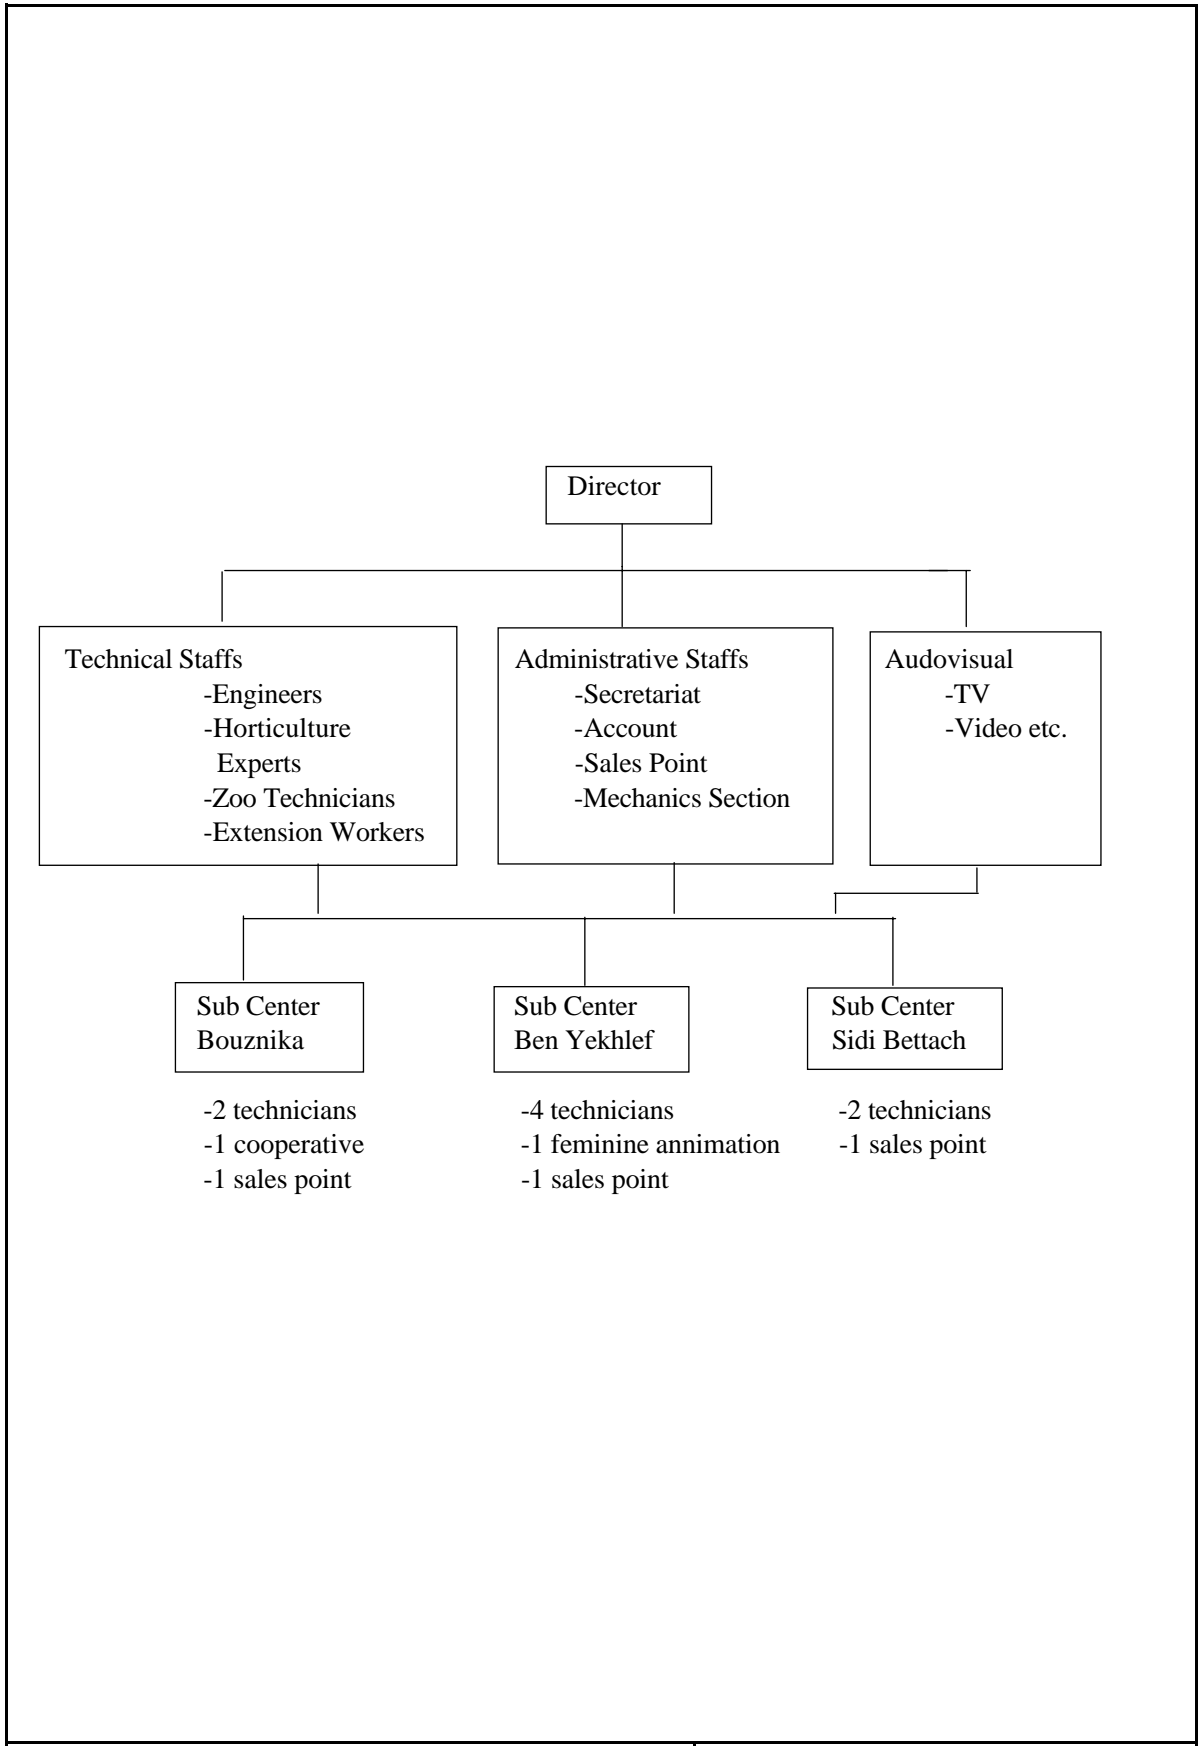 Director
Technical Staffs
-Engineers
-Horticulture
Experts
-Zoo Technicians
-Extension Workers
Administrative Staffs
-Secretariat
-Account
-Sales Point
-Mechanics Section
Audovisual
-TV
-Video etc.
Sub Center
Bouznika
-2 technicians
-1 cooperative
-1 sales point
Sub Center
Ben Yekhlef
-4 technicians
-1 feminine annimation
-1 sales point
Sub Center
Sidi Bettach
-2 technicians
-1 sales point